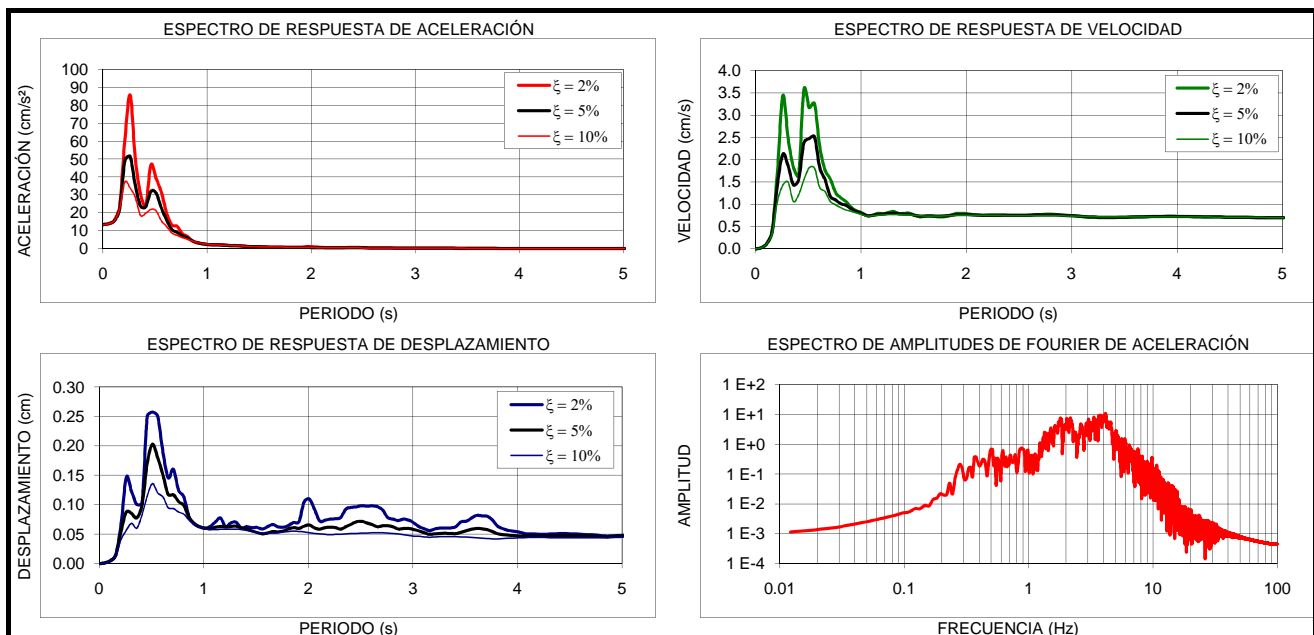 ESPECTRO DE RESPUESTA DE ACELERACIÓN
ACELERACIÓN (cm/s²)
100
90
80
70
60
50
40
30
20
10
0
0 1 2 3 4 5
PERIODO (s)
ξ = 2%
ξ = 5%
ξ = 10%
ESPECTRO DE RESPUESTA DE VELOCIDAD
VELOCIDAD (cm/s)
4.0
3.5
3.0
2.5
2.0
1.5
1.0
0.5
0.0
0 1 2 3 4 5
PERIODO (s)
ξ = 2%
ξ = 5%
ξ = 10%
ESPECTRO DE RESPUESTA DE DESPLAZAMIENTO
DESPLAZAMIENTO (cm)
0.30
0.25
0.20
0.15
0.10
0.05
0.00
0 1 2 3 4 5
PERIODO (s)
ξ = 2%
ξ = 5%
ξ = 10%
ESPECTRO DE AMPLITUDES DE FOURIER DE ACELERACIÓN
AMPLITUD
1 E+2
1 E+1
1 E+0
1 E-1
1 E-2
1 E-3
1 E-4
0.01 0.1 1 10 100
FRECUENCIA (Hz)